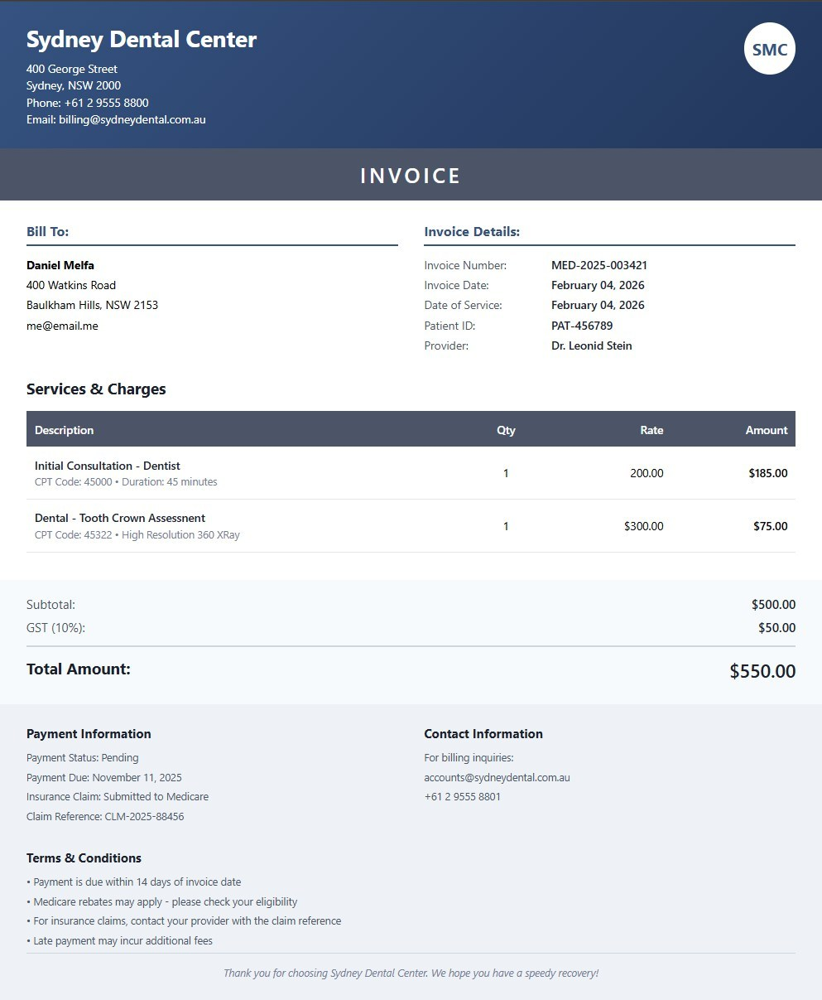 Sydney Dental Center
400 George Street
Sydney, NSW 2000
Phone: +61 2 9555 8800
Email: billing@sydneydental.com.au
SMC
INVOICE
Bill To:
Daniel Melfa
400 Watkins Road
Baulkham Hills, NSW 2153
me@email.me
Invoice Details:
Invoice Number: MED-2025-003421
Invoice Date: February 04, 2026
Date of Service: February 04, 2026
Patient ID: PAT-456789
Provider: Dr. Leonid Stein
Services & Charges
Description Qty Rate Amount
Initial Consultation - Dentist
CPT Code: 45000 • Duration: 45 minutes
1 200.00 $185.00
Dental - Tooth Crown Assessnent
CPT Code: 45322 • High Resolution 360 XRay
1 $300.00 $75.00
Subtotal: $500.00
GST (10%): $50.00
Total Amount: $550.00
Payment Information
Payment Status: Pending
Payment Due: November 11, 2025
Insurance Claim: Submitted to Medicare
Claim Reference: CLM-2025-88456
Contact Information
For billing inquiries:
accounts@sydneydental.com.au
+61 2 9555 8801
Terms & Conditions
• Payment is due within 14 days of invoice date
• Medicare rebates may apply - please check your eligibility
• For insurance claims, contact your provider with the claim reference
• Late payment may incur additional fees
Thank you for choosing Sydney Dental Center. We hope you have a speedy recovery!